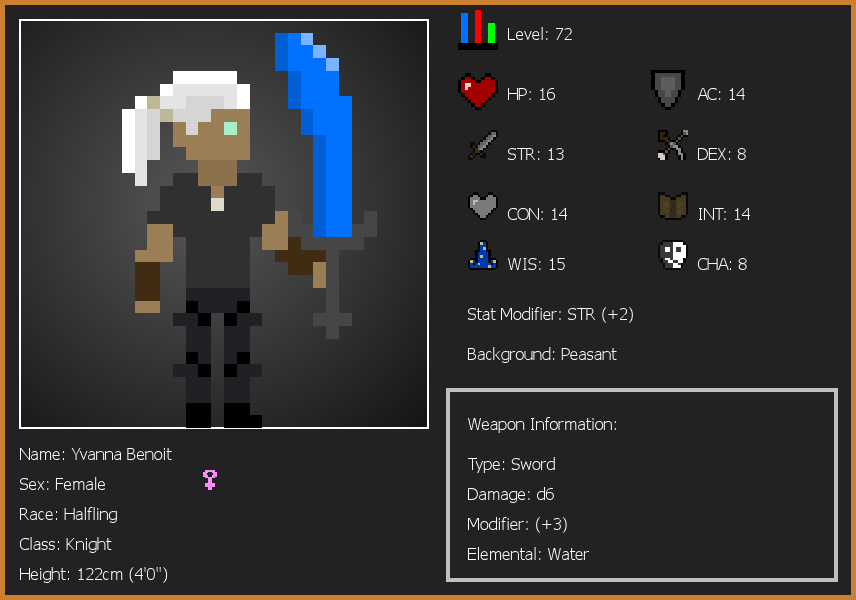 Level: 72
HP: 16
AC: 14
STR: 13
DEX: 8
CON: 14
INT: 14
WIS: 15
CHA: 8
Stat Modifier: STR (+2)
Background: Peasant
Weapon Information:
Type: Sword
Damage: d6
Modifier: (+3)
Elemental: Water
Name: Yvanna Benoit
Sex: Female
Race: Halfling
Class: Knight
Height: 122cm (4'0")